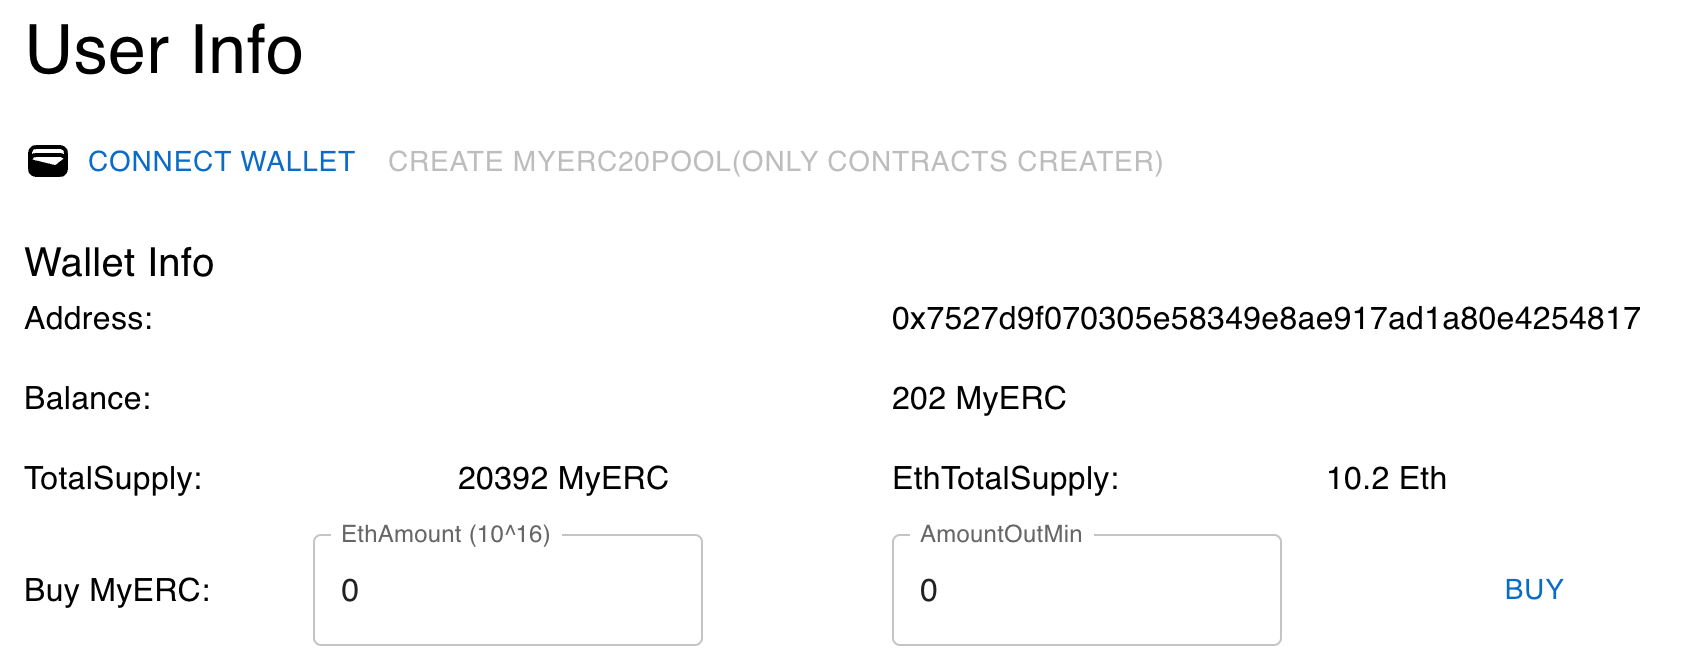 User Info
CONNECT WALLET CREATE MYERC20POOL(ONLY CONTRACTS CREATER)
Wallet Info
Address: 0x7527d9f070305e58349e8ae917ad1a80e4254817
Balance: 202 MyERC
TotalSupply: 20392 MyERC EthTotalSupply: 10.2 Eth
EthAmount (10^16) AmountOutMin
Buy MyERC: 0 0 BUY